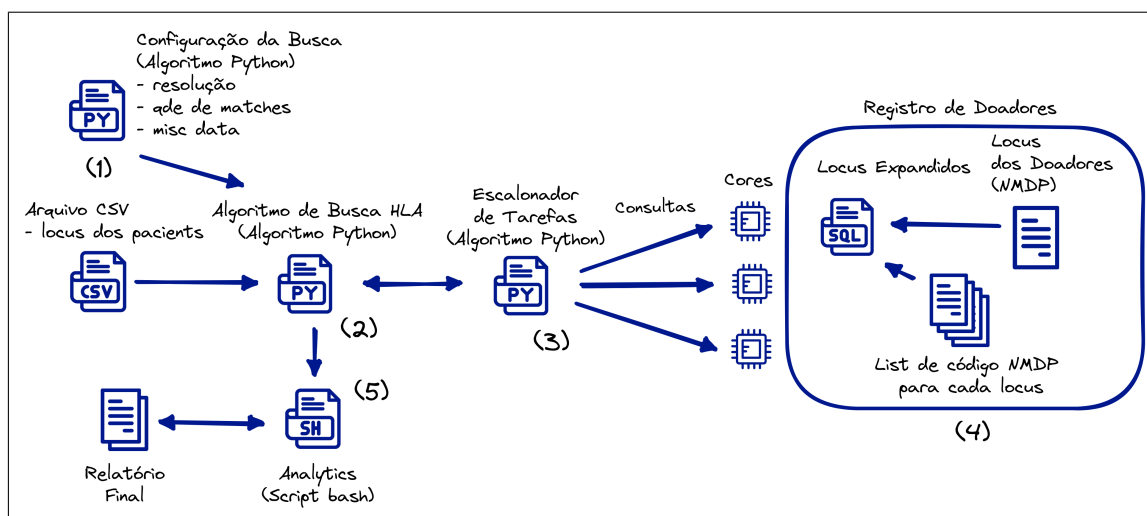 Configuração da Busca
(Algoritmo Python)
- resolução
- qde de matches
- misc data
PY
(1)
Arquivo CSV
- locus dos pacients
CSV
Algoritmo de Busca HLA
(Algoritmo Python)
PY
(2)
Escalonador
de Tarefas
(Algoritmo Python)
PY
(3)
Consultas
Cores
Registro de Doadores
Locus Expandidos
SQL
Locus
dos Doadores
(NMDP)
List de código NMDP
para cada locus
(4)
(5)
SH
Analytics
(Script bash)
Relatório
Final